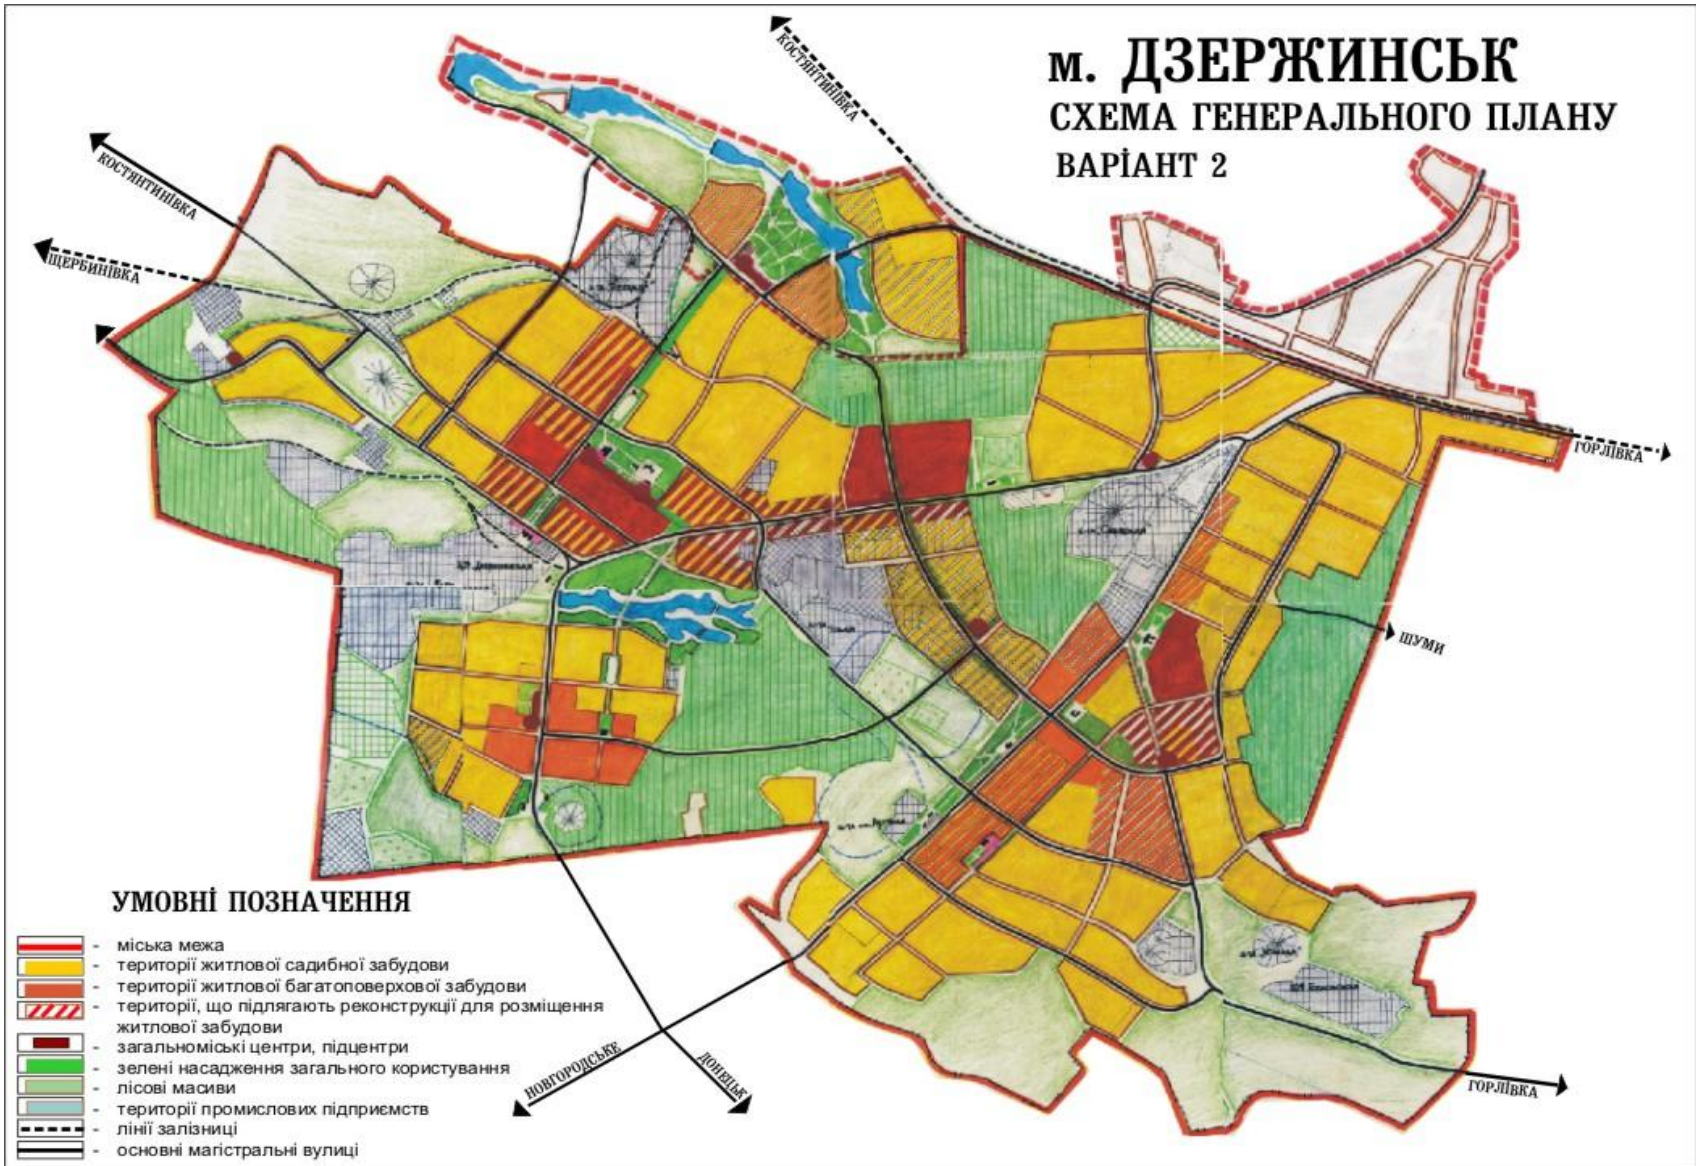 м. ДЗЕРЖИНСЬК
СХЕМА ГЕНЕРАЛЬНОГО ПЛАНУ
ВАРІАНТ 2
КОСТЯНТИНІВКА
КОСТЯНТИНІВКА
ЩЕРБИНІВКА
ГОРЛІВКА
ШУМИ
НОВГОРОДСЬКЕ
ДОНЕЦЬК
ГОРЛІВКА
УМОВНІ ПОЗНАЧЕННЯ
- міська межа
- території житлової садибної забудови
- території житлової багатоповерхової забудови
- території, що підлягають реконструкції для розміщення
житлової забудови
- загальноміські центри, підцентри
- зелені насадження загального користування
- лісові масиви
- території промислових підприємств
- лінії залізниці
- основні магістральні вулиці